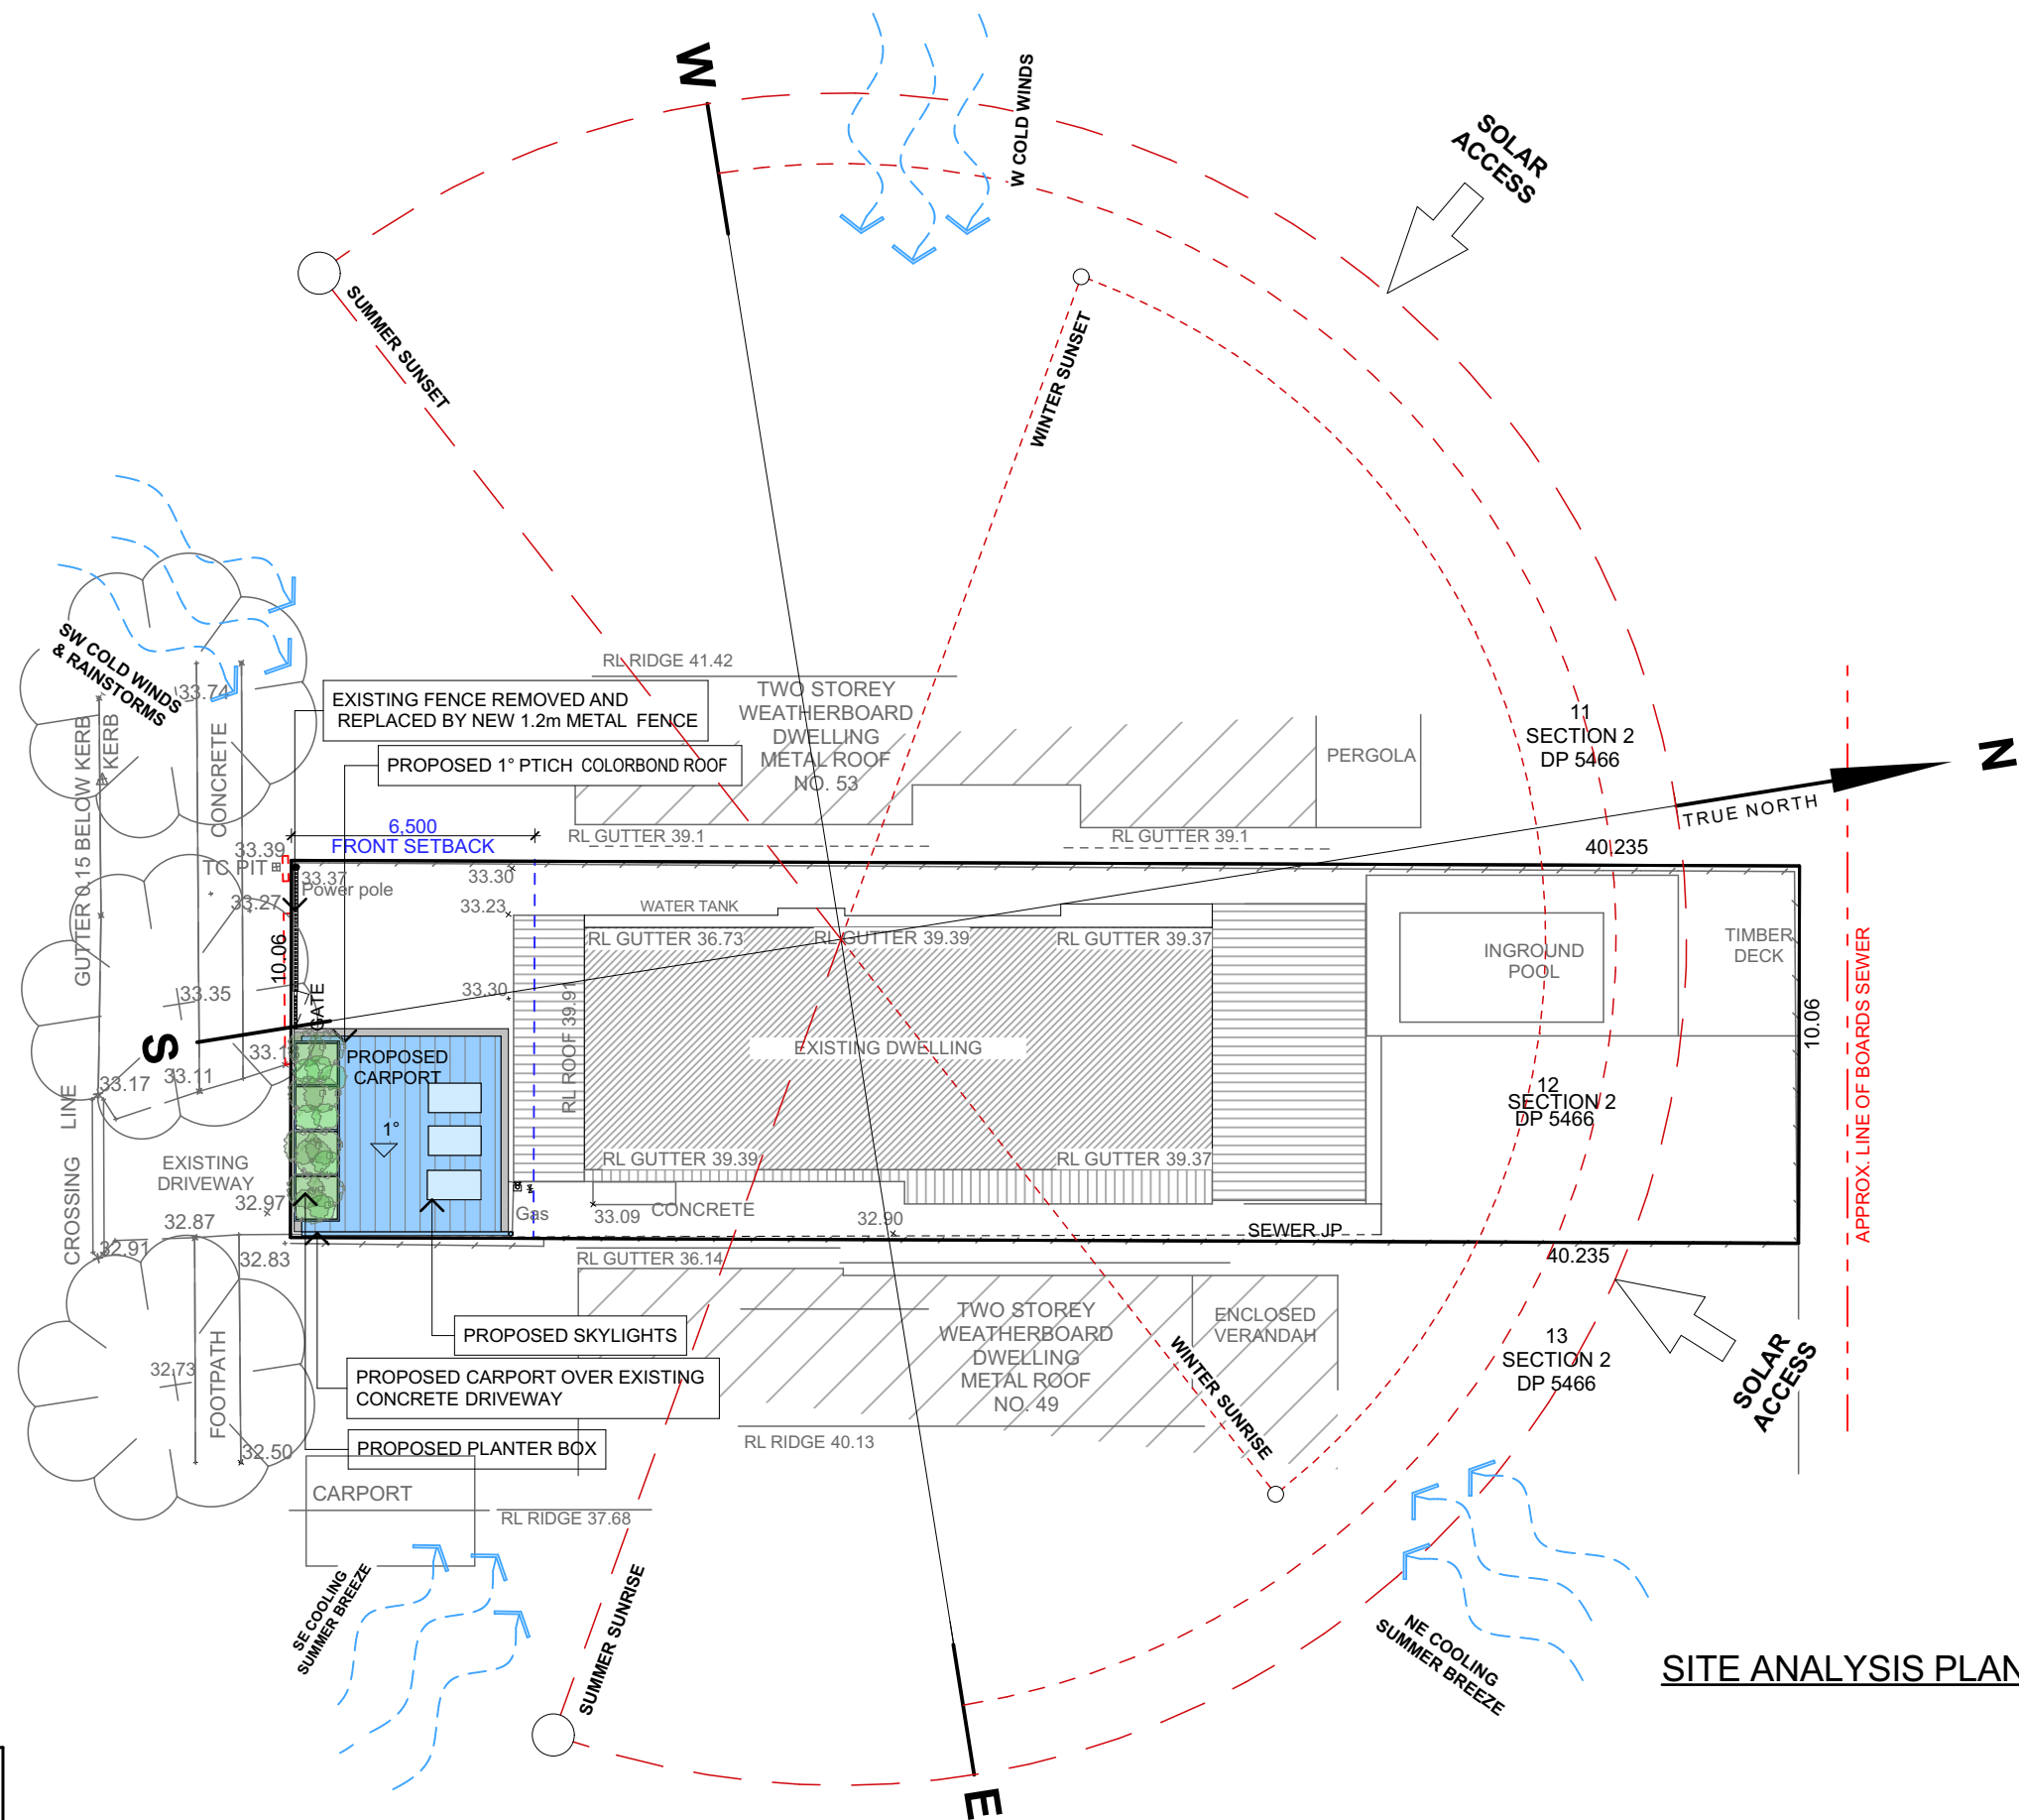 W
W COLD WINDS
SOLAR
ACCESS
SUMMER SUNSET
WINTER SUNSET
SW COLD WINDS
& RAINSTORMS
33.74
RL RIDGE 41.42
EXISTING FENCE REMOVED AND
REPLACED BY NEW 1.2m METAL FENCE
TWO STOREY
WEATHERBOARD
DWELLING
METAL ROOF
NO. 53
PROPOSED 1° PTICH COLORBOND ROOF
PERGOLA
11
SECTION 2
DP 5466
N
TRUE NORTH
GUTTER 0.15 BELOW KERB
KERB
CONCRETE
6,500
FRONT SETBACK
RL GUTTER 39.1
RL GUTTER 39.1
40.235
33.39
TC PIT
33.37
Power pole
33.30
33.27
33.23
WATER TANK
10.06
RL GUTTER 36.73
RL GUTTER 39.39
RL GUTTER 39.37
INGROUND
POOL
TIMBER
DECK
APPROX. LINE OF BOARDS SEWER
33.35
33.30
GATE
RL ROOF 39.91
10.06
S
33.1
PROPOSED
CARPORT
EXISTING DWELLING
33.17
33.11
12
SECTION 2
DP 5466
1°
CROSSING LINE
EXISTING
DRIVEWAY
RL GUTTER 39.39
RL GUTTER 39.37
32.97
Gas
33.09
CONCRETE
32.90
SEWER JP
32.87
32.91
32.83
RL GUTTER 36.14
40.235
PROPOSED SKYLIGHTS
TWO STOREY
WEATHERBOARD
DWELLING
METAL ROOF
NO. 49
ENCLOSED
VERANDAH
13
SECTION 2
DP 5466
SOLAR
ACCESS
32.73
FOOTPATH
PROPOSED CARPORT OVER EXISTING
CONCRETE DRIVEWAY
WINTER SUNRISE
32.50
PROPOSED PLANTER BOX
RL RIDGE 40.13
CARPORT
RL RIDGE 37.68
SE COOLING
SUMMER BREEZE
SUMMER SUNRISE
NE COOLING
SUMMER BREEZE
SITE ANALYSIS PLAN
E